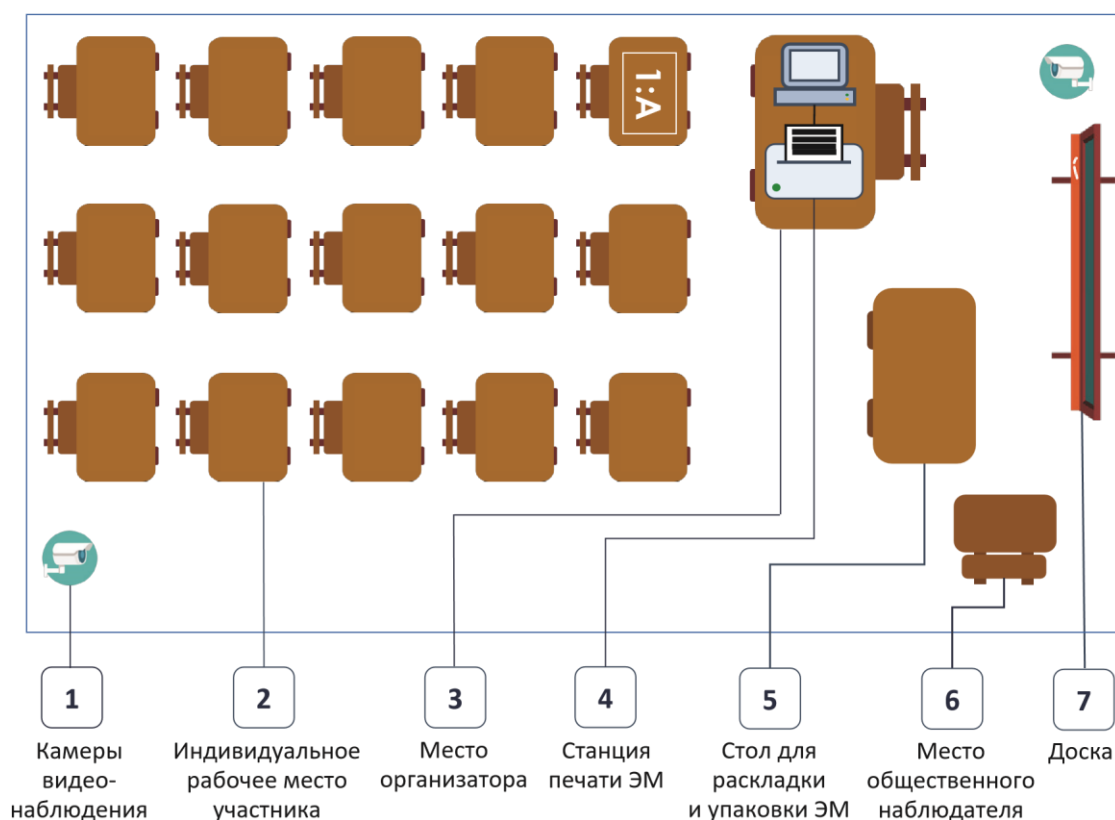 1:А
1
Камеры
видео-
наблюдения
2
Индивидуальное
рабочее место
участника
3
Место
организатора
4
Станция
печати ЭМ
5
Стол для
раскладки
и упаковки ЭМ
6
Место
общественного
наблюдателя
7
Доска